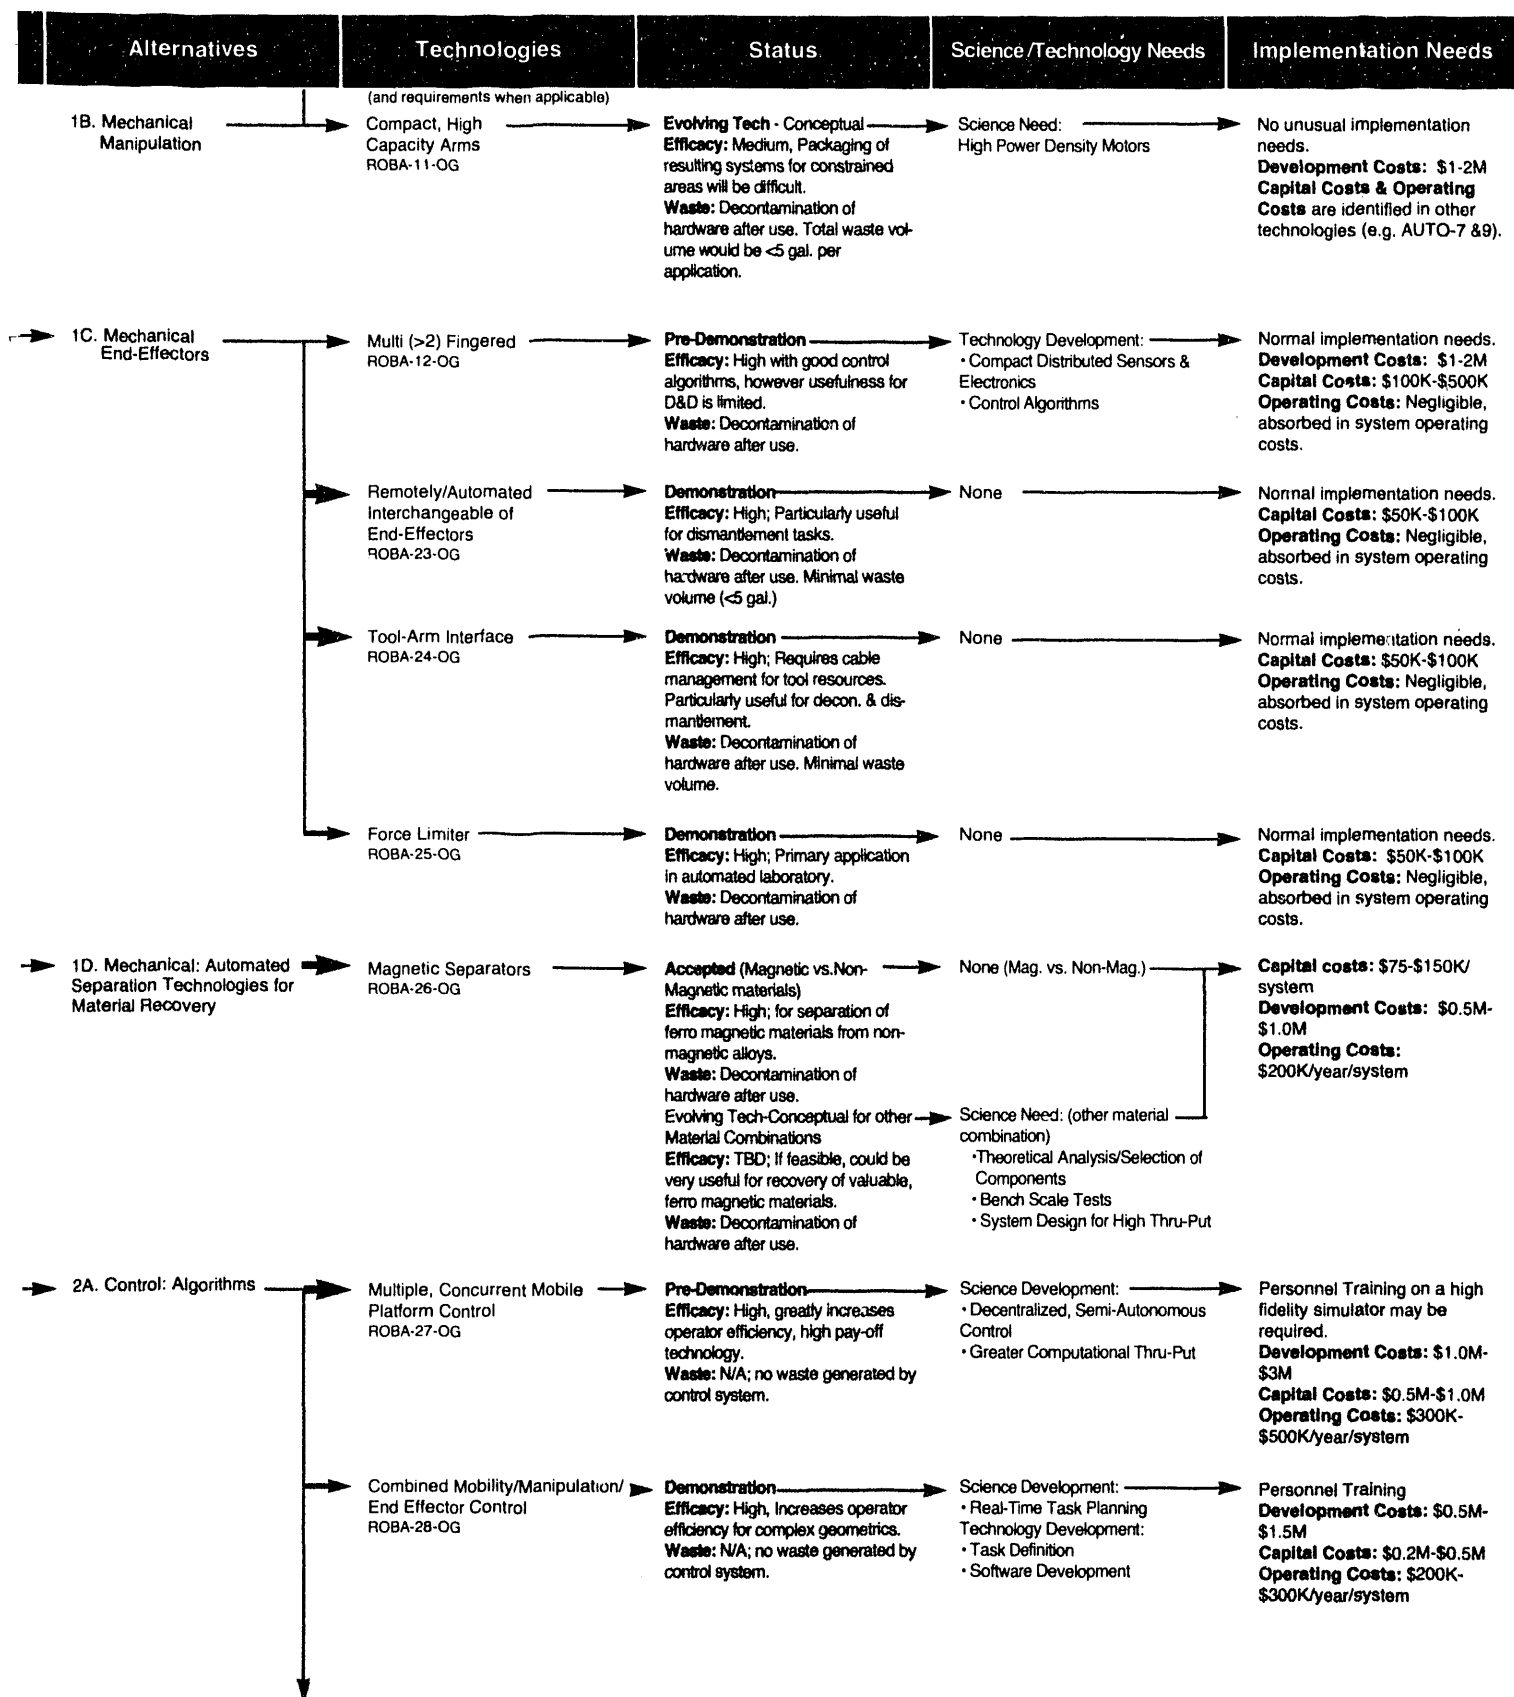 Alternatives
Technologies
Status
Science/Technology Needs
Implementation Needs
(and requirements when applicable)
1B. Mechanical
Manipulation
Compact, High
Capacity Arms
ROBA-11-OG
Evolving Tech - Conceptual
Efficacy: Medium, Packaging of
resulting systems for constrained
areas will be difficult.
Waste: Decontamination of
hardware after use. Total waste vol-
ume would be <5 gal. per
application.
Science Need:
High Power Density Motors
No unusual implementation
needs.
Development Costs: $1-2M
Capital Costs & Operating
Costs are identified in other
technologies (e.g. AUTO-7 &9).
1C. Mechanical
End-Effectors
Multi (>2) Fingered
ROBA-12-OG
Pre-Demonstration
Efficacy: High with good control
algorithms, however usefulness for
D&D is limited.
Waste: Decontamination of
hardware after use.
Technology Development:
• Compact Distributed Sensors &
Electronics
• Control Algorithms
Normal implementation needs.
Development Costs: $1-2M
Capital Costs: $100K-$500K
Operating Costs: Negligible,
absorbed in system operating
costs.
Remotely/Automated
Interchangeable of
End-Effectors
ROBA-23-OG
Demonstration
Efficacy: High; Particularly useful
for dismantlement tasks.
Waste: Decontamination of
hardware after use. Minimal waste
volume (<5 gal.)
None
Normal implementation needs.
Capital Costs: $50K-$100K
Operating Costs: Negligible,
absorbed in system operating
costs.
Tool-Arm Interface
ROBA-24-OG
Demonstration
Efficacy: High; Requires cable
management for tool resources.
Particularly useful for decon. & dis-
mantlement.
Waste: Decontamination of
hardware after use. Minimal waste
volume.
None
Normal implementation needs.
Capital Costs: $50K-$100K
Operating Costs: Negligible,
absorbed in system operating
costs.
Force Limiter
ROBA-25-OG
Demonstration
Efficacy: High; Primary application
in automated laboratory.
Waste: Decontamination of
hardware after use.
None
Normal implementation needs.
Capital Costs: $50K-$100K
Operating Costs: Negligible,
absorbed in system operating
costs.
1D. Mechanical: Automated
Separation Technologies for
Material Recovery
Magnetic Separators
ROBA-26-OG
Accepted (Magnetic vs.Non-
Magnetic materials)
Efficacy: High; for separation of
ferro magnetic materials from non-
magnetic alloys.
Waste: Decontamination of
hardware after use.
Evolving Tech-Conceptual for other
Material Combinations
Efficacy: TBD; If feasible, could be
very useful for recovery of valuable,
ferro magnetic materials.
Waste: Decontamination of
hardware after use.
None (Mag. vs. Non-Mag.)
Science Need: (other material
combination)
•Theoretical Analysis/Selection of
Components
• Bench Scale Tests
• System Design for High Thru-Put
Capital costs: $75-$150K/
system
Development Costs: $0.5M-
$1.0M
Operating Costs:
$200K/year/system
2A. Control: Algorithms
Multiple, Concurrent Mobile
Platform Control
ROBA-27-OG
Pre-Demonstration
Efficacy: High, greatly increases
operator efficiency, high pay-off
technology.
Waste: N/A; no waste generated by
control system.
Science Development:
• Decentralized, Semi-Autonomous
Control
• Greater Computational Thru-Put
Personnel Training on a high
fidelity simulator may be
required.
Development Costs: $1.0M-
$3M
Capital Costs: $0.5M-$1.0M
Operating Costs: $300K-
$500K/year/system
Combined Mobility/Manipulation/
End Effector Control
ROBA-28-OG
Demonstration
Efficacy: High, Increases operator
efficiency for complex geometrics.
Waste: N/A; no waste generated by
control system.
Science Development:
• Real-Time Task Planning
Technology Development:
• Task Definition
• Software Development
Personnel Training
Development Costs: $0.5M-
$1.5M
Capital Costs: $0.2M-$0.5M
Operating Costs: $200K-
$300K/year/system